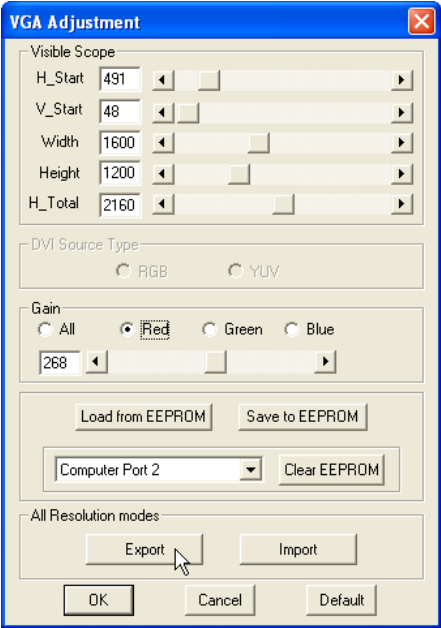 VGA Adjustment
Visible Scope
H_Start 491
V_Start 48
Width 1600
Height 1200
H_Total 2160
DVI Source Type
RGB YUV
Gain
All Red Green Blue
268
Load from EEPROM Save to EEPROM
Computer Port 2 Clear EEPROM
All Resolution modes
Export Import
OK Cancel Default